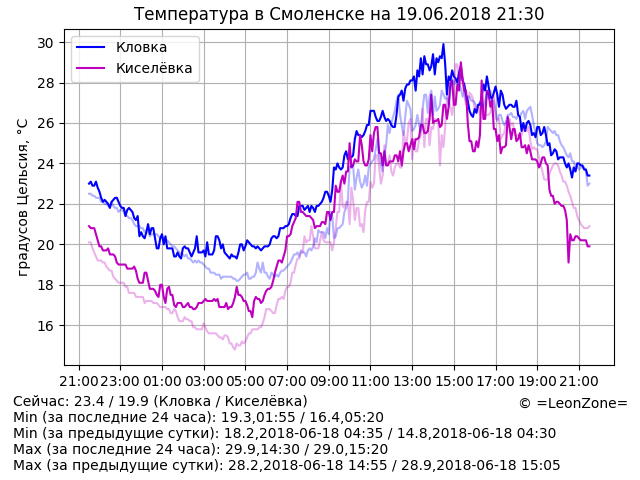 Температура в Смоленске на 19.06.2018 21:30
Кловка
Киселёвка
градусов Цельсия, °C
30
28
26
24
22
20
18
16
21:00 23:00 01:00 03:00 05:00 07:00 09:00 11:00 13:00 15:00 17:00 19:00 21:00
Сейчас: 23.4 / 19.9 (Кловка / Киселёвка)
© =LeonZone=
Min (за последние 24 часа): 19.3,01:55 / 16.4,05:20
Min (за предыдущие сутки): 18.2,2018-06-18 04:35 / 14.8,2018-06-18 04:30
Max (за последние 24 часа): 29.9,14:30 / 29.0,15:20
Max (за предыдущие сутки): 28.2,2018-06-18 14:55 / 28.9,2018-06-18 15:05